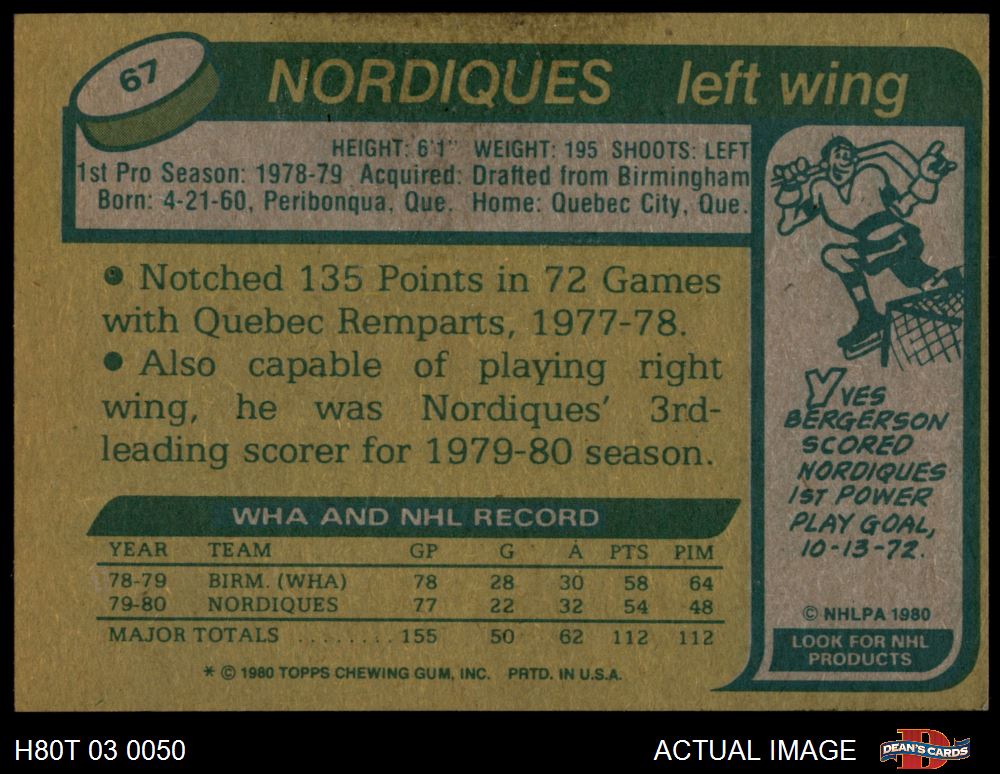 67
NORDIQUES left wing
HEIGHT: 6'1" WEIGHT: 195 SHOOTS: LEFT
1st Pro Season: 1978-79 Acquired: Drafted from Birmingham
Born: 4-21-60, Peribonqua, Que. Home: Quebec City, Que.
• Notched 135 Points in 72 Games
with Quebec Remparts, 1977-78.
• Also capable of playing right
wing, he was Nordiques' 3rd-
leading scorer for 1979-80 season.
YVES
BERGERSON
SCORED
NORDIQUES
1ST POWER
PLAY GOAL,
10-13-72.
© NHLPA 1980
LOOK FOR NHL
PRODUCTS
WHA AND NHL RECORD
YEAR TEAM GP G A PTS PIM
78-79 BIRM. (WHA) 78 28 30 58 64
79-80 NORDIQUES 77 22 32 54 48
MAJOR TOTALS ........ 155 50 62 112 112
* © 1980 TOPPS CHEWING GUM, INC. PRTD. IN U.S.A.
H80T 03 0050
ACTUAL IMAGE
DEAN'S CARDS